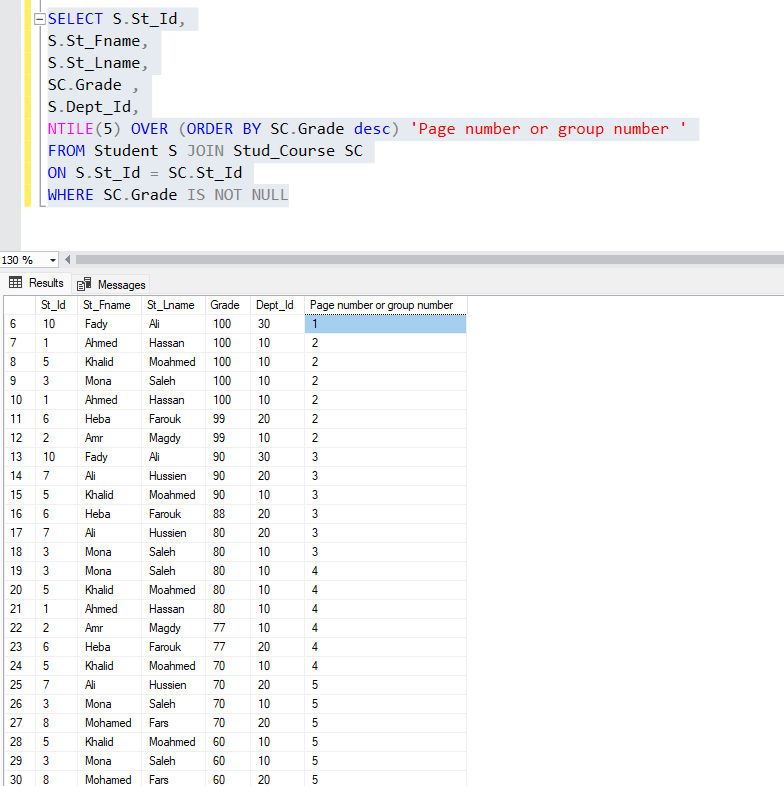 SELECT S.St_Id,
S.St_Fname,
S.St_Lname,
SC.Grade ,
S.Dept_Id,
NTILE(5) OVER (ORDER BY SC.Grade desc) 'Page number or group number '
FROM Student S JOIN Stud_Course SC
ON S.St_Id = SC.St_Id
WHERE SC.Grade IS NOT NULL
130 %
Results Messages
St_Id St_Fname St_Lname Grade Dept_Id Page number or group number
6 10 Fady Ali 100 30 1
7 1 Ahmed Hassan 100 10 2
8 5 Khalid Moahmed 100 10 2
9 3 Mona Saleh 100 10 2
10 1 Ahmed Hassan 100 10 2
11 6 Heba Farouk 99 20 2
12 2 Amr Magdy 99 10 2
13 10 Fady Ali 90 30 3
14 7 Ali Hussien 90 20 3
15 5 Khalid Moahmed 90 10 3
16 6 Heba Farouk 88 20 3
17 7 Ali Hussien 80 20 3
18 3 Mona Saleh 80 10 3
19 3 Mona Saleh 80 10 4
20 5 Khalid Moahmed 80 10 4
21 1 Ahmed Hassan 80 10 4
22 2 Amr Magdy 77 10 4
23 6 Heba Farouk 77 20 4
24 5 Khalid Moahmed 70 10 4
25 7 Ali Hussien 70 20 5
26 3 Mona Saleh 70 10 5
27 8 Mohamed Fars 70 20 5
28 5 Khalid Moahmed 60 10 5
29 3 Mona Saleh 60 10 5
30 8 Mohamed Fars 60 20 5